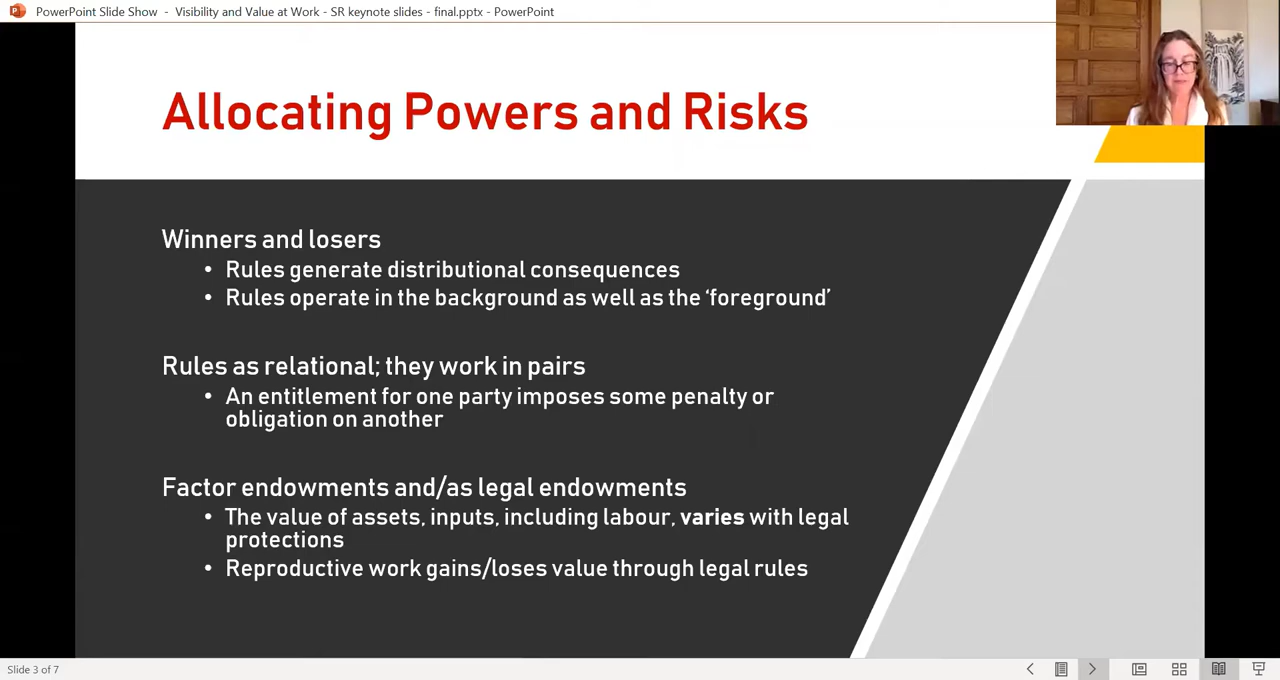 PowerPoint Slide Show - Visibility and Value at Work - SR keynote slides - final.pptx - PowerPoint
Allocating Powers and Risks
Winners and losers
• Rules generate distributional consequences
• Rules operate in the background as well as the ‘foreground’
Rules as relational; they work in pairs
• An entitlement for one party imposes some penalty or
obligation on another
Factor endowments and/as legal endowments
• The value of assets, inputs, including labour, varies with legal
protections
• Reproductive work gains/loses value through legal rules
Slide 3 of 7